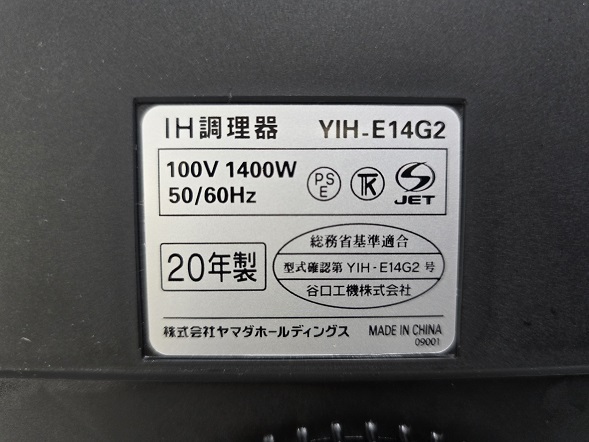 IH調理器 YIH-E14G2
100V 1400W
50/60Hz
PS
E
TK
S
JET
20年製
総務省基準適合
型式確認第 YIH-E14G2 号
谷口工機株式会社
株式会社ヤマダホールディングス MADE IN CHINA
09001